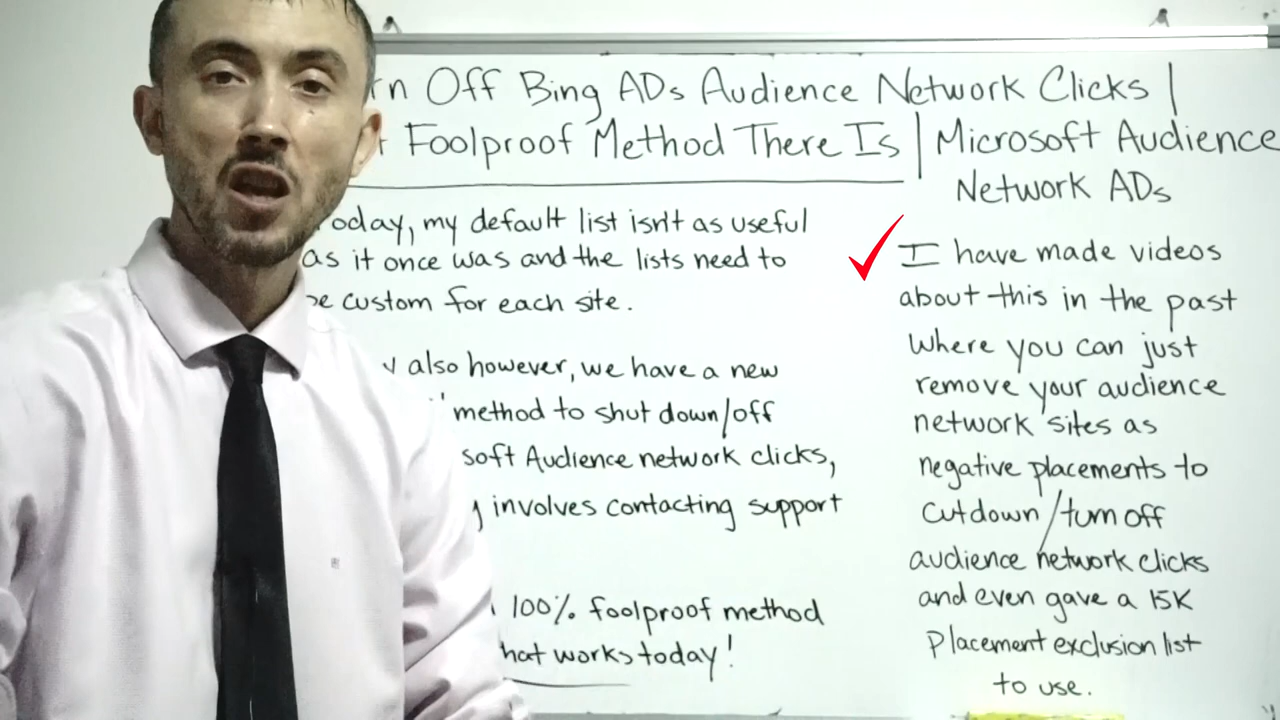 rn Off Bing ADs Audience Network Clicks |
Foolproof Method There Is | Microsoft Audience
Network ADs
oday, my default list isn't as useful
as it once was and the lists need to
be custom for each site.
also however, we have a new
method to shut down/off
soft Audience network clicks,
y involves contacting support
100% foolproof method
hat works today!
I have made videos
about this in the past
where you can just
remove your audience
network sites as
negative placements to
cut down/turn off
audience network clicks
and even gave a 15K
placement exclusion list
to use.